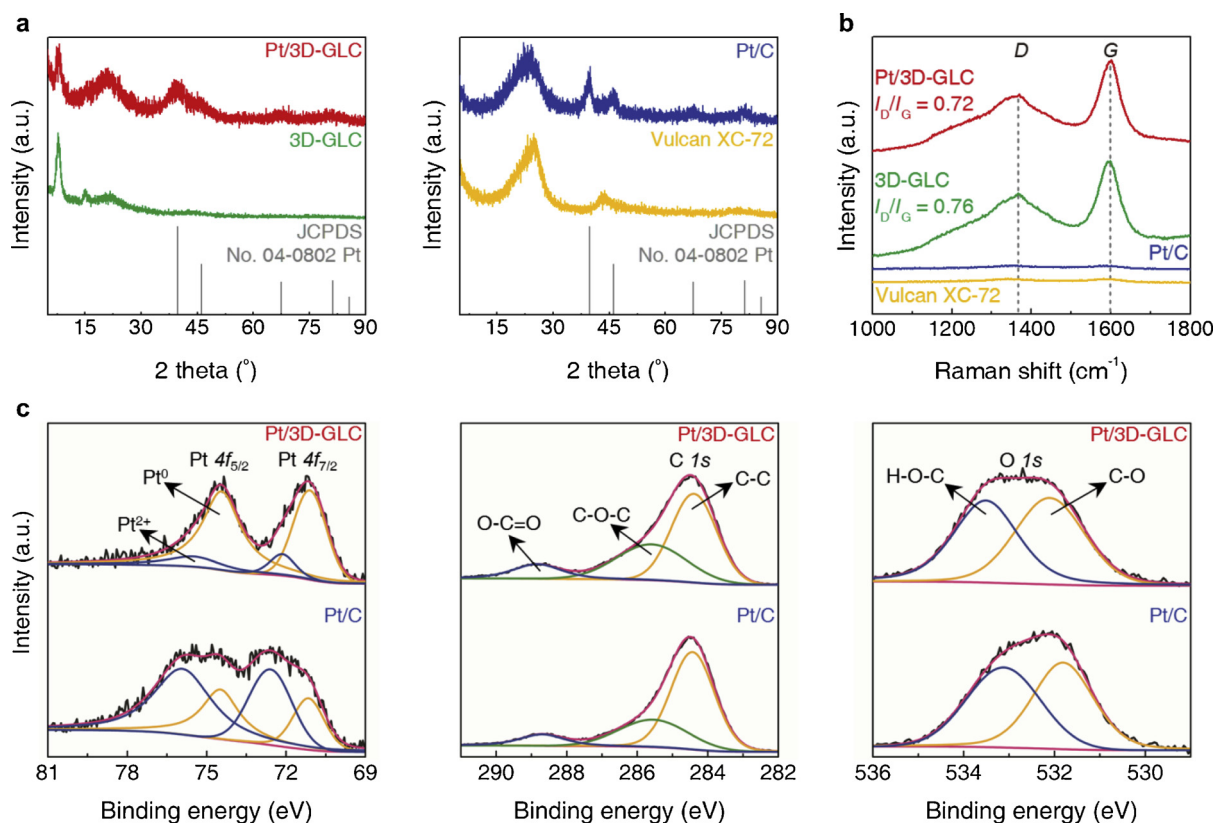 a
Intensity (a.u.)
Pt/3D-GLC
3D-GLC
JCPDS
No. 04-0802 Pt
15 30 45 60 75 90
2 theta (°)
Pt/C
Vulcan XC-72
JCPDS
No. 04-0802 Pt
15 30 45 60 75 90
2 theta (°)
b
Intensity (a.u.)
D G
Pt/3D-GLC
I_D/I_G = 0.72
3D-GLC
I_D/I_G = 0.76
Pt/C
Vulcan XC-72
1000 1200 1400 1600 1800
Raman shift (cm⁻¹)
c
Intensity (a.u.)
Pt/3D-GLC
Pt 4f5/2 Pt 4f7/2
Pt⁰
Pt²⁺
Pt/C
81 78 75 72 69
Binding energy (eV)
Pt/3D-GLC
C 1s
C-C
C-O-C
O-C=O
Pt/C
290 288 286 284 282
Binding energy (eV)
Pt/3D-GLC
O 1s
H-O-C
C-O
Pt/C
536 534 532 530
Binding energy (eV)